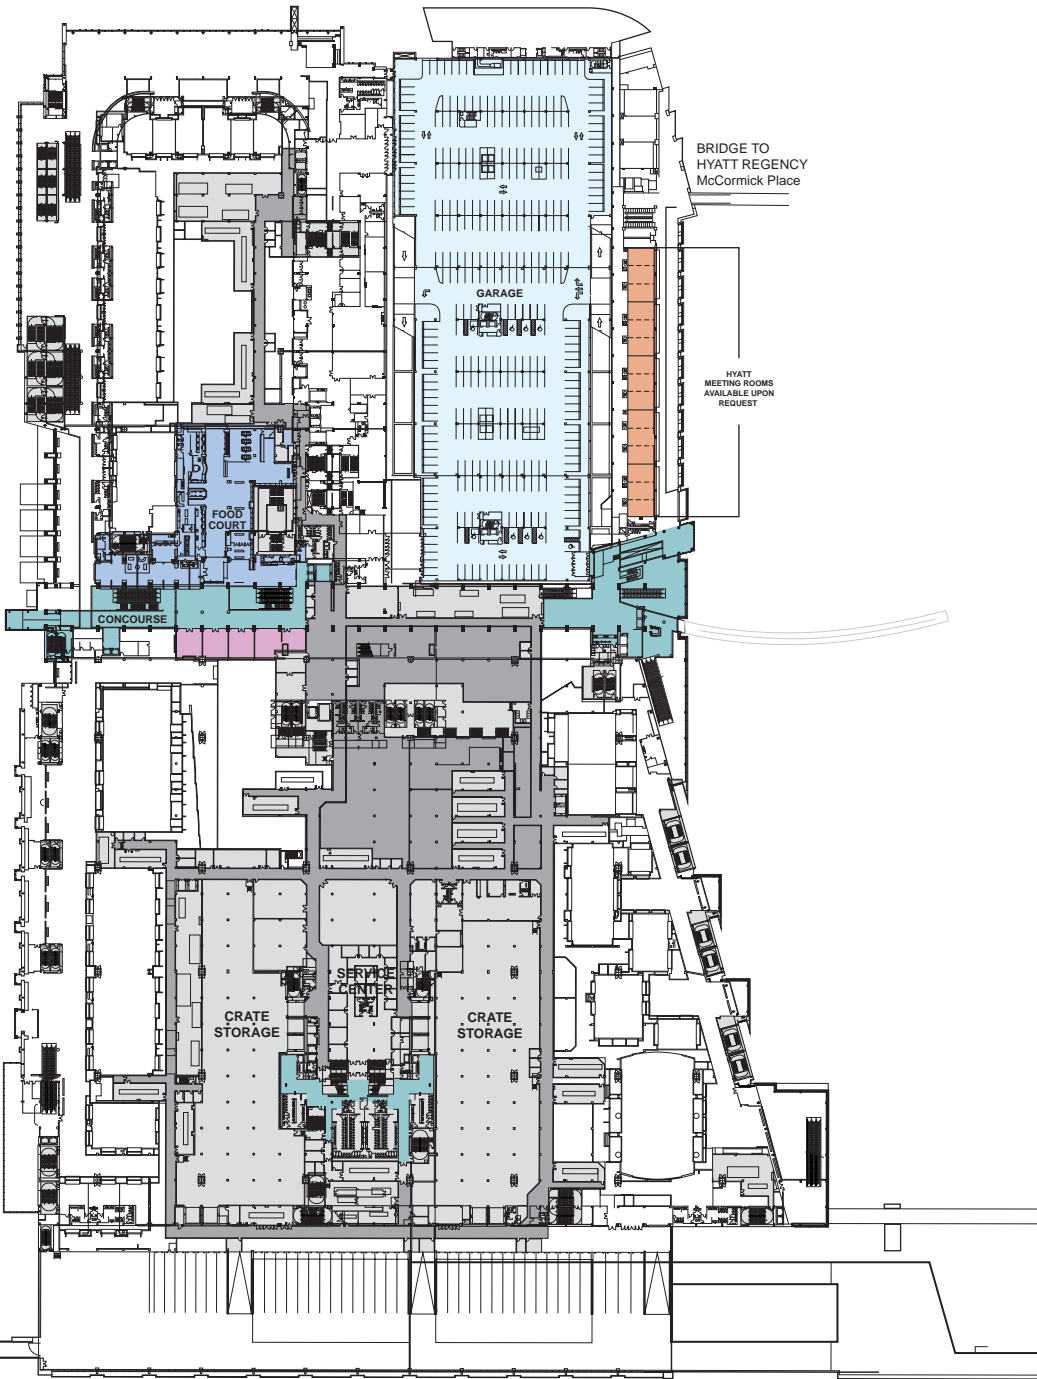 BRIDGE TO
HYATT REGENCY
McCormick Place
GARAGE
HYATT
MEETING ROOMS
AVAILABLE UPON
REQUEST
FOOD
COURT
CONCOURSE
SERVICE
CENTER
CRATE
STORAGE
CRATE
STORAGE